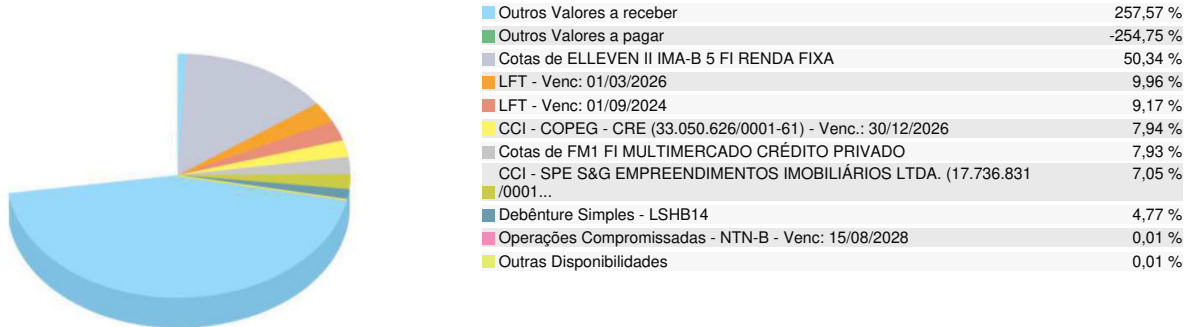 Outros Valores a receber 257,57 %
Outros Valores a pagar -254,75 %
Cotas de ELLEVEN II IMA-B 5 FI RENDA FIXA 50,34 %
LFT - Venc: 01/03/2026 9,96 %
LFT - Venc: 01/09/2024 9,17 %
CCI - COPEG - CRE (33.050.626/0001-61) - Venc.: 30/12/2026 7,94 %
Cotas de FM1 FI MULTIMERCADO CRÉDITO PRIVADO 7,93 %
CCI - SPE S&G EMPREENDIMENTOS IMOBILIÁRIOS LTDA. (17.736.831 7,05 %
/0001...
Debênture Simples - LSHB14 4,77 %
Operações Compromissadas - NTN-B - Venc: 15/08/2028 0,01 %
Outras Disponibilidades 0,01 %